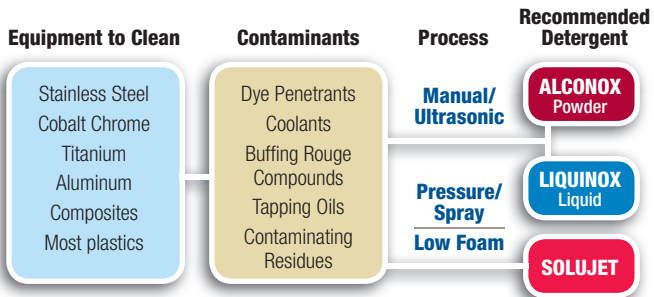 Equipment to Clean
Contaminants
Process
Recommended
Detergent
Stainless Steel
Cobalt Chrome
Titanium
Aluminum
Composites
Most plastics
Dye Penetrants
Coolants
Buffing Rouge
Compounds
Tapping Oils
Contaminating
Residues
Manual/
Ultrasonic
Pressure/
Spray
Low Foam
ALCONOX
Powder
LIQUINOX
Liquid
SOLUJET